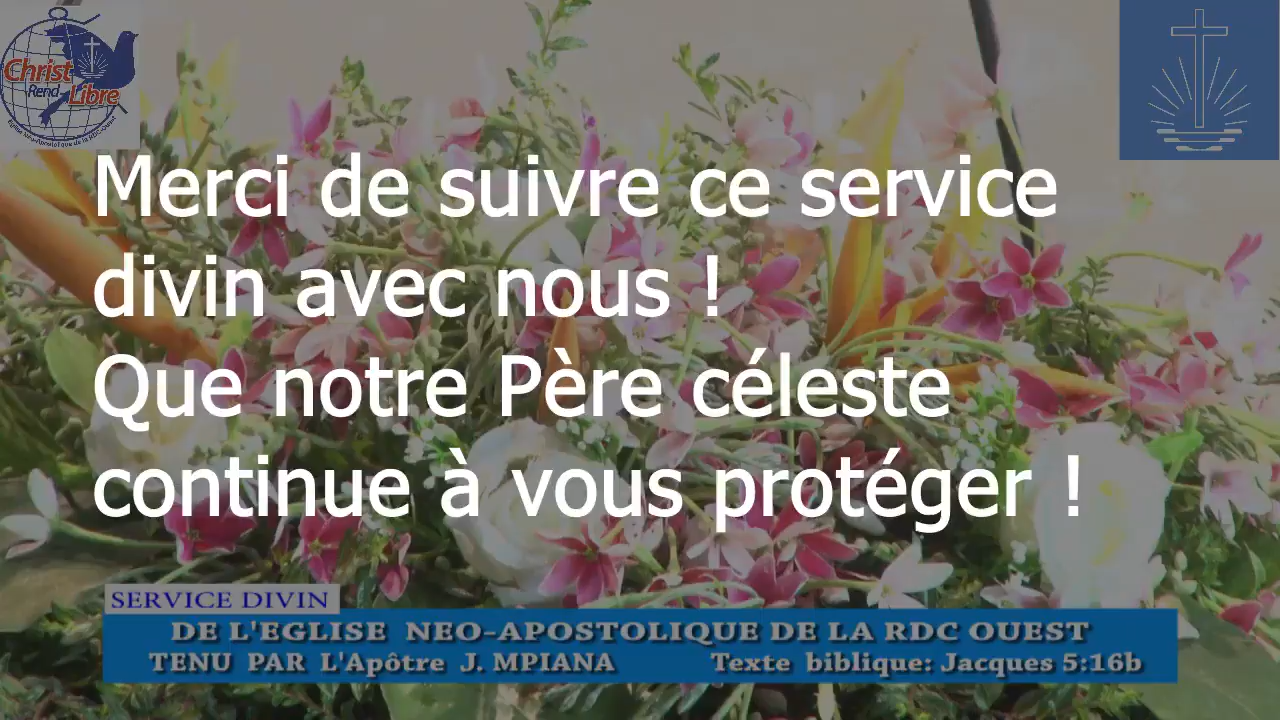 Christ
Rend
Libre
Merci de suivre ce service
divin avec nous !
Que notre Père céleste
continue à vous protéger !
SERVICE DIVIN
DE L'EGLISE NEO-APOSTOLIQUE DE LA RDC OUEST
TENU PAR L'Apôtre J. MPIANA Texte biblique: Jacques 5:16b